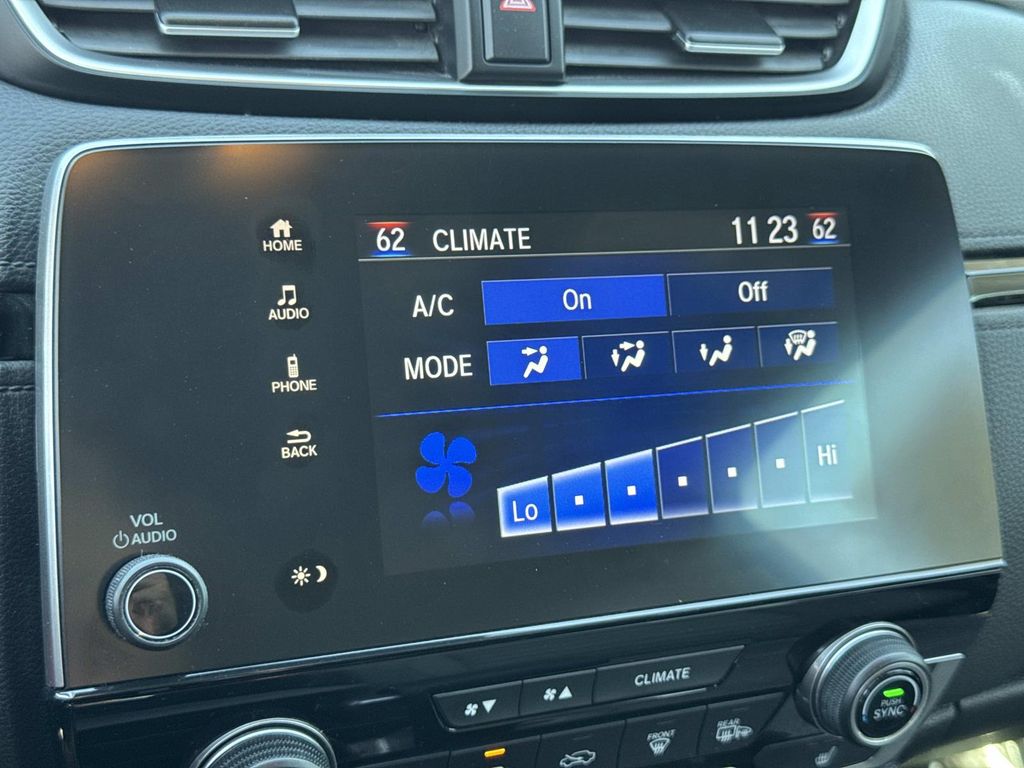 62 CLIMATE 11 23 62
HOME
A/C On Off
AUDIO
MODE
PHONE
BACK
Lo Hi
VOL
AUDIO
CLIMATE
PUSH
SYNC
FRONT
REAR